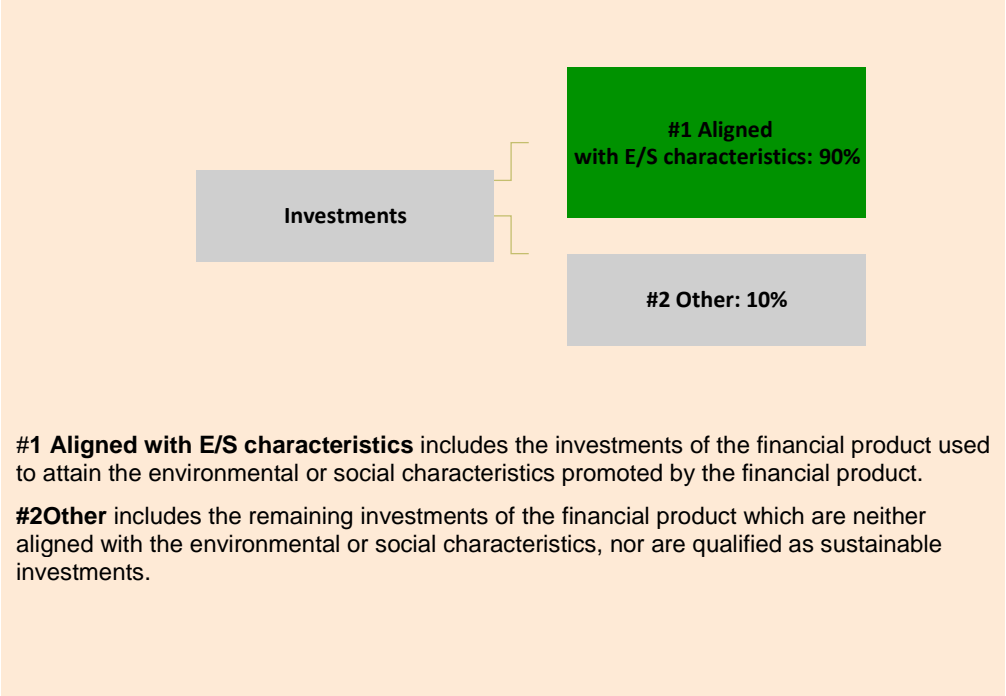 #1 Aligned
with E/S characteristics: 90%
Investments
#2 Other: 10%
#1 Aligned with E/S characteristics includes the investments of the financial product used
to attain the environmental or social characteristics promoted by the financial product.
#2Other includes the remaining investments of the financial product which are neither
aligned with the environmental or social characteristics, nor are qualified as sustainable
investments.